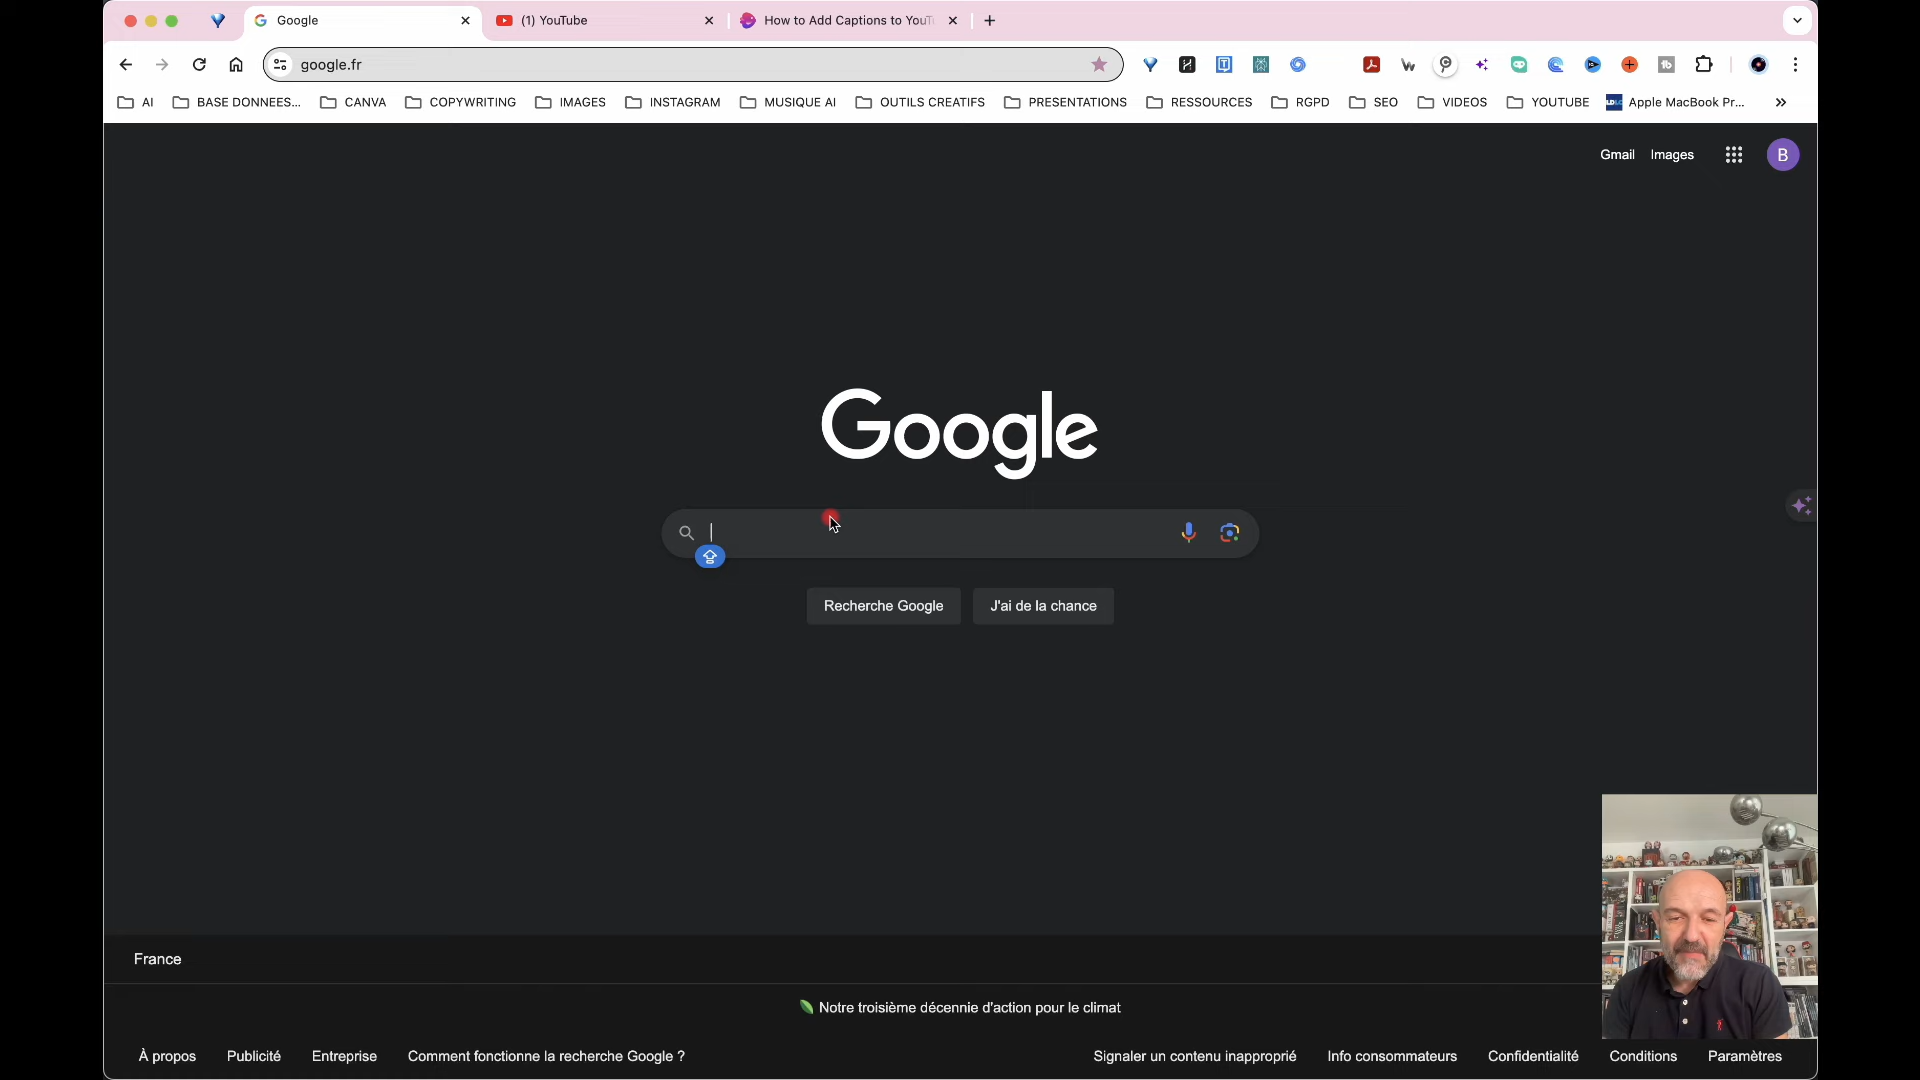 Google
(1) YouTube
How to Add Captions to YouT
google.fr
AI
BASE DONNEES...
CANVA
COPYWRITING
IMAGES
INSTAGRAM
MUSIQUE AI
OUTILS CREATIFS
PRESENTATIONS
RESSOURCES
RGPD
SEO
VIDEOS
YOUTUBE
Apple MacBook Pr...
Gmail
Images
B
Google
Recherche Google
J'ai de la chance
France
Notre troisième décennie d'action pour le climat
À propos
Publicité
Entreprise
Comment fonctionne la recherche Google ?
Signaler un contenu inapproprié
Info consommateurs
Confidentialité
Conditions
Paramètres